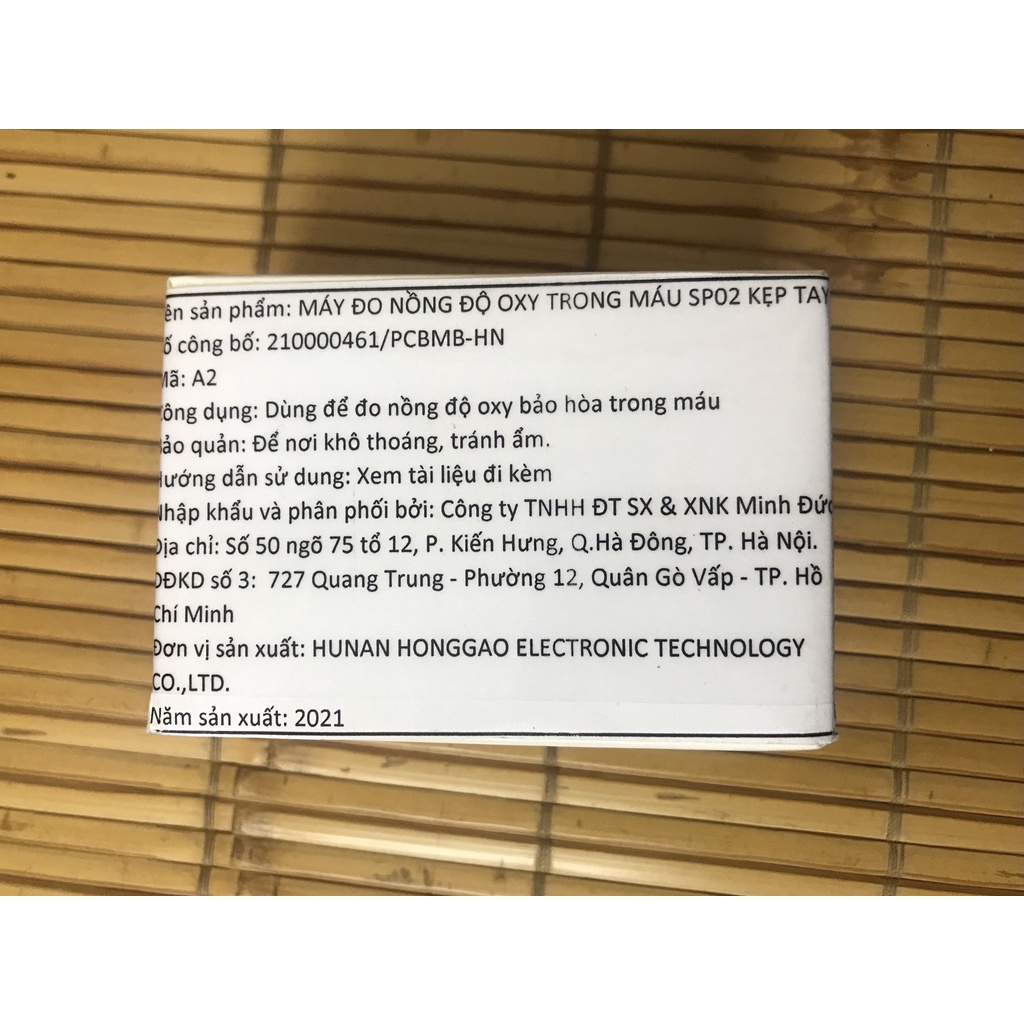 ên sản phẩm: MÁY ĐO NỒNG ĐỘ OXY TRONG MÁU SP02 KẸP TAY
ố công bố: 210000461/PCBMB-HN
Mã: A2
ông dụng: Dùng để đo nồng độ oxy bảo hòa trong máu
ảo quản: Để nơi khô thoáng, tránh ẩm.
Hướng dẫn sử dung: Xem tài liệu đi kèm
Nhập khẩu và phân phối bởi: Công ty TNHH ĐT SX & XNK Minh Đức
Địa chỉ: Số 50 ngõ 75 tổ 12, P. Kiến Hưng, Q.Hà Đông, TP. Hà Nội.
DĐKD số 3: 727 Quang Trung - Phường 12, Quân Gò Vấp - TP. Hồ
Chí Minh
Đơn vị sản xuất: HUNAN HONGGAO ELECTRONIC TECHNOLOGY
CO.,LTD.
Năm sản xuất: 2021